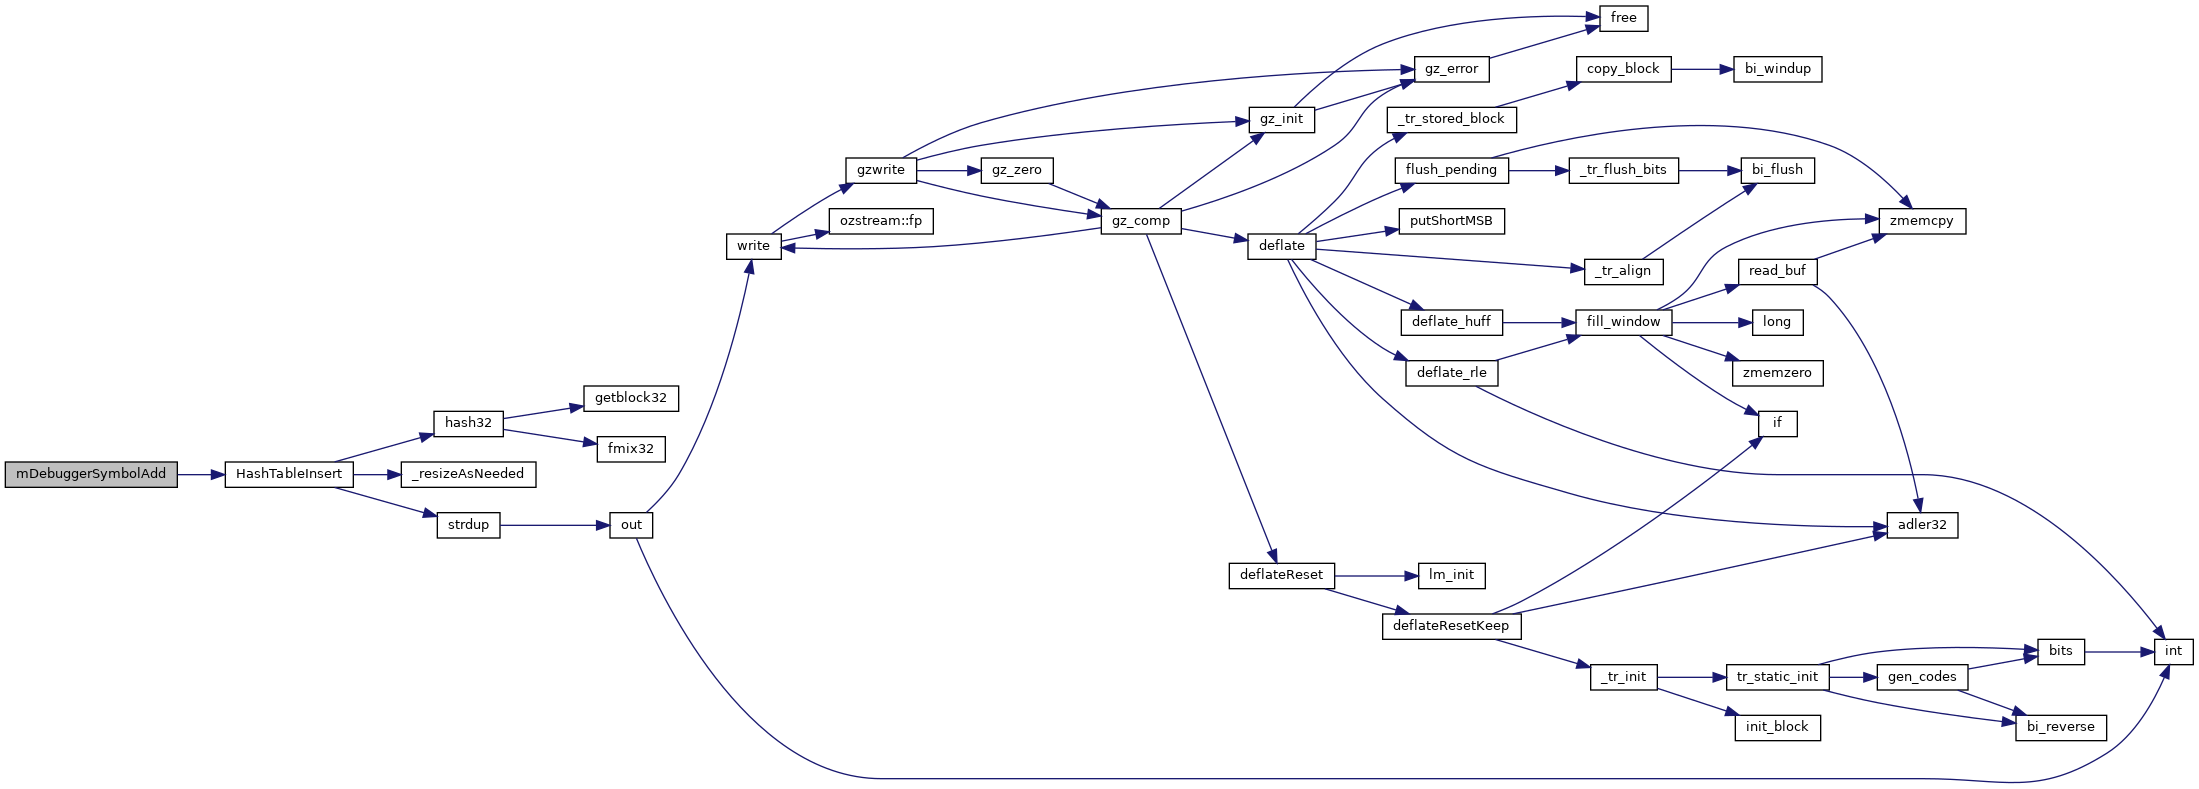 mDebuggerSymbolAdd
HashTableInsert
hash32
getblock32
fmix32
_resizeAsNeeded
strdup
out
write
gzwrite
ozstream::fp
gz_zero
gz_comp
gz_init
gz_error
free
deflate
_tr_stored_block
copy_block
bi_windup
flush_pending
_tr_flush_bits
bi_flush
putShortMSB
zmemcpy
_tr_align
read_buf
deflate_huff
fill_window
long
deflate_rle
zmemzero
if
adler32
deflateReset
lm_init
deflateResetKeep
_tr_init
tr_static_init
gen_codes
bits
int
init_block
bi_reverse